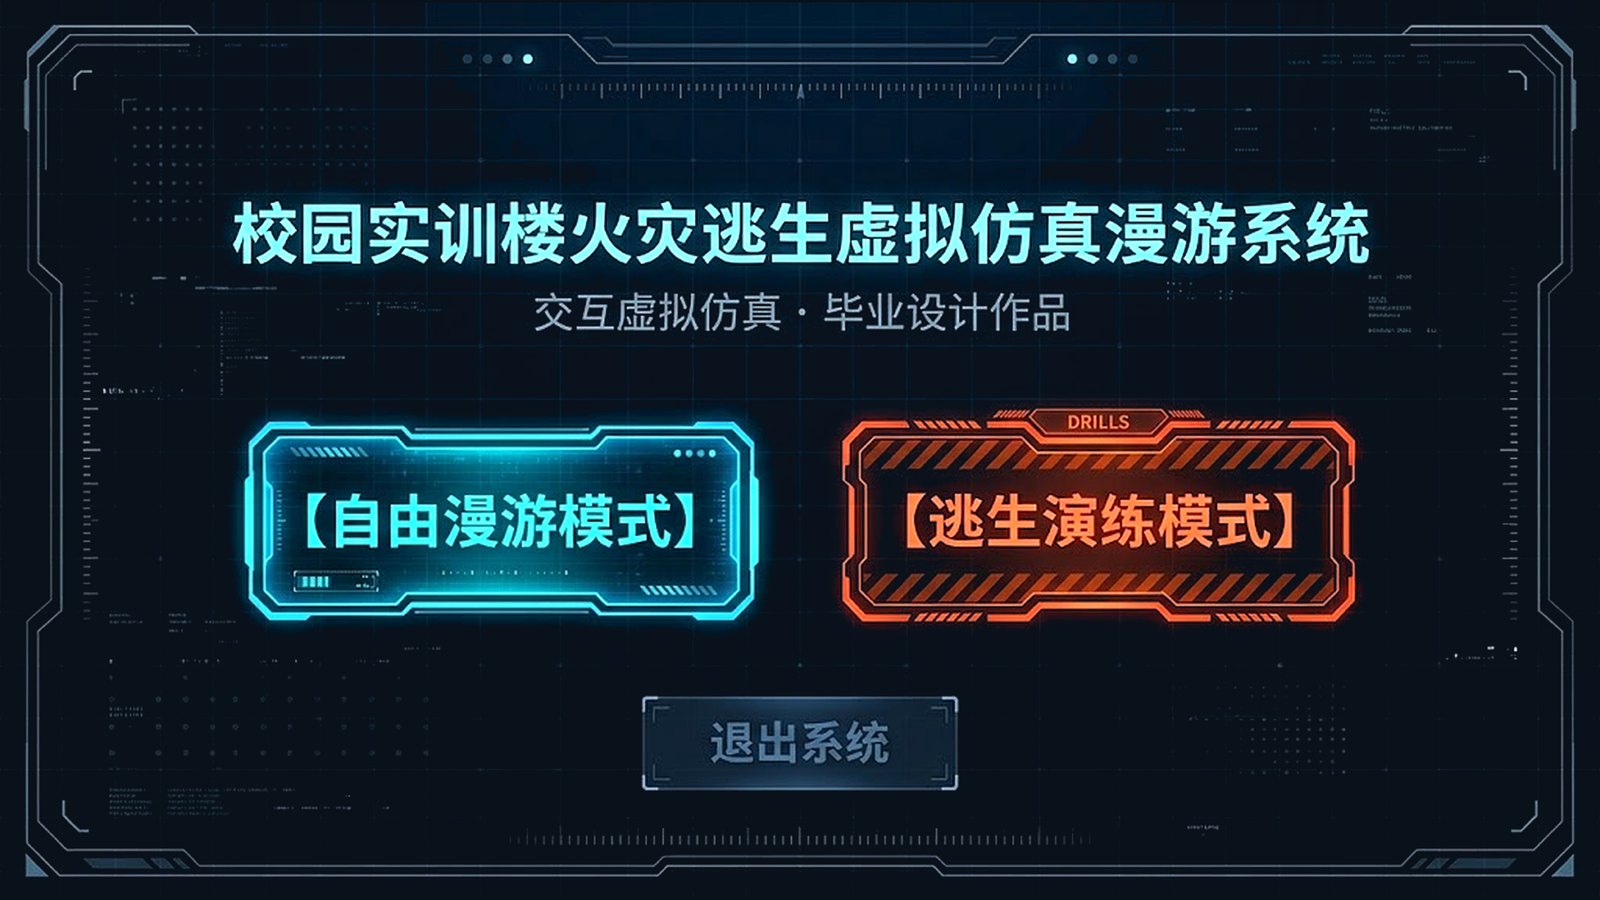 校园实训楼火灾逃生虚拟仿真漫游系统
交互虚拟仿真·毕业设计作品
DRILLS
【自由漫游模式】
【逃生演练模式】
退出系统